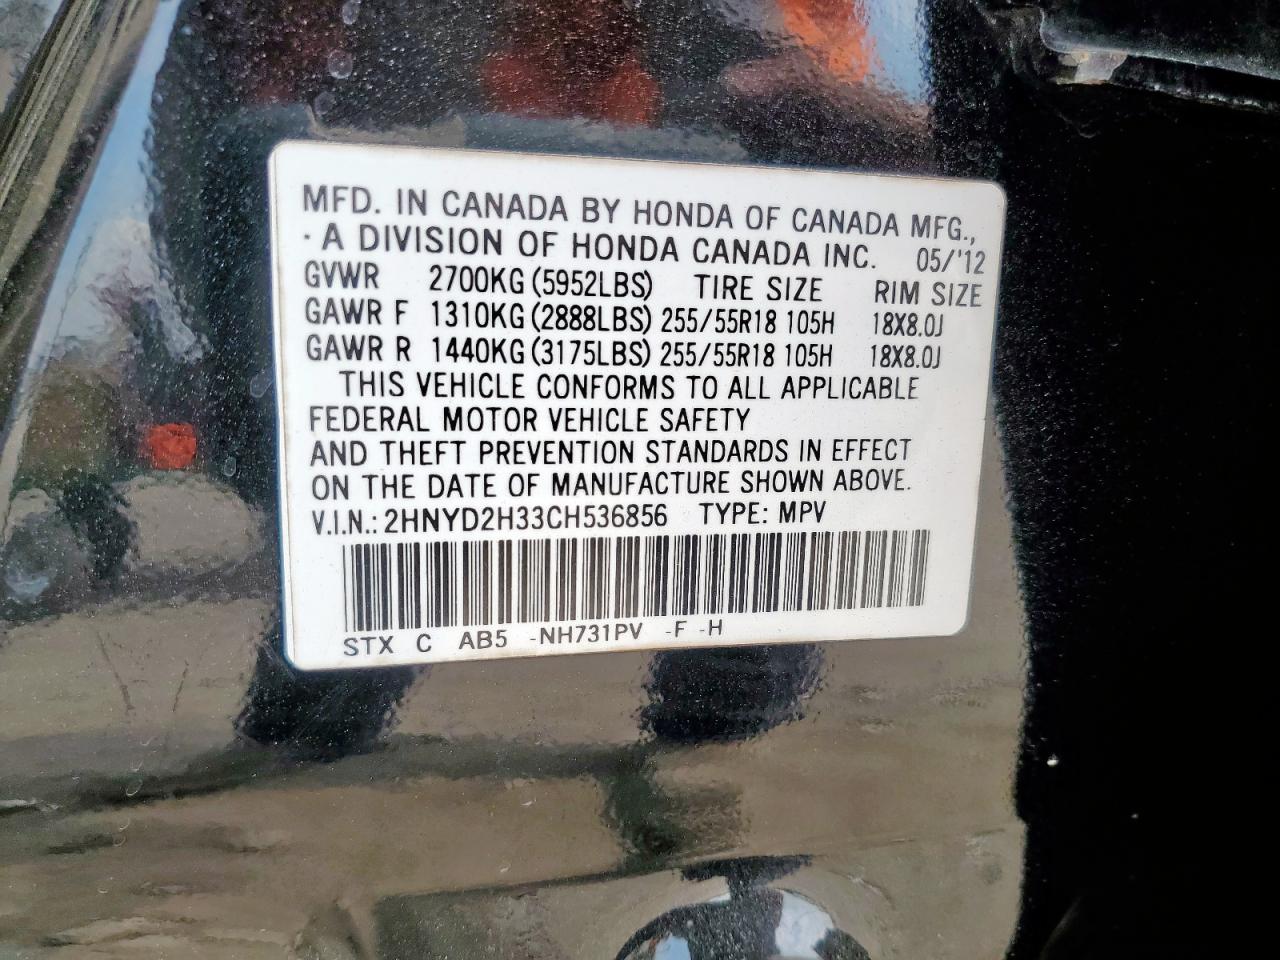 MFD. IN CANADA BY HONDA OF CANADA MFG.,
· A DIVISION OF HONDA CANADA INC. 05/'12
GVWR 2700KG (5952LBS) TIRE SIZE RIM SIZE
GAWR F 1310KG (2888LBS) 255/55R18 105H 18X8.0J
GAWR R 1440KG (3175LBS) 255/55R18 105H 18X8.0J
THIS VEHICLE CONFORMS TO ALL APPLICABLE
FEDERAL MOTOR VEHICLE SAFETY
AND THEFT PREVENTION STANDARDS IN EFFECT
ON THE DATE OF MANUFACTURE SHOWN ABOVE.
V.I.N.: 2HNYD2H33CH536856 TYPE: MPV
STX C AB5 -NH731PV -F -H